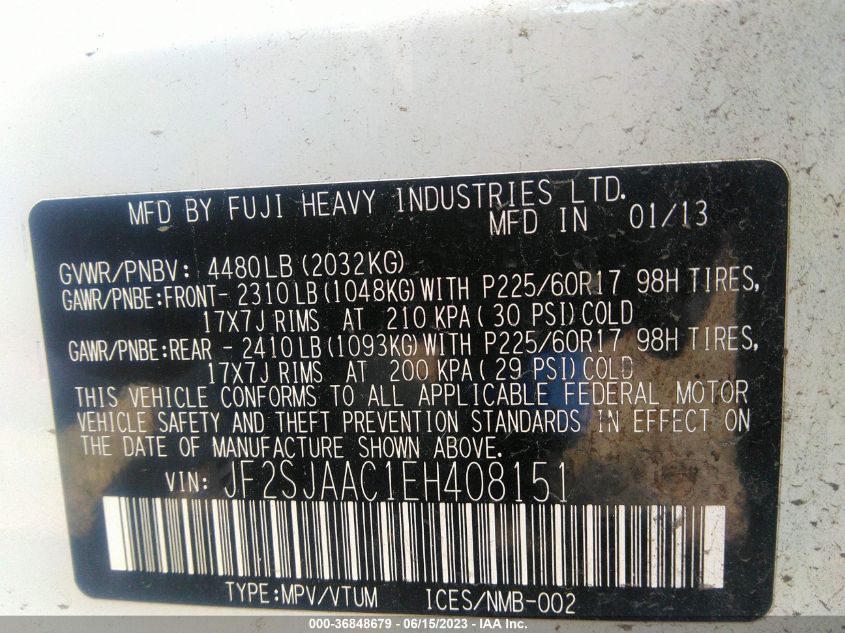 MFD BY FUJI HEAVY INDUSTRIES LTD.
MFD IN 01/13
GVWR/PNBV: 4480LB(2032KG)
GAWR/PNBE:FRONT- 2310LB(1048KG)WITH P225/60R17 98H TIRES,
17X7J RIMS AT 210 KPA( 30 PSI)COLD
GAWR/PNBE:REAR - 2410LB(1093KG)WITH P225/60R17 98H TIRES,
17X7J RIMS AT 200 KPA( 29 PSI)COLD
THIS VEHICLE CONFORMS TO ALL APPLICABLE FEDERAL MOTOR
VEHICLE SAFETY AND THEFT PREVENTION STANDARDS IN EFFECT ON
THE DATE OF MANUFACTURE SHOWN ABOVE.
VIN: JF2SJAAC1EH408151
TYPE:MPV/VTUM ICES/NMB-002
000-36848679 - 06/15/2023 - IAA Inc.